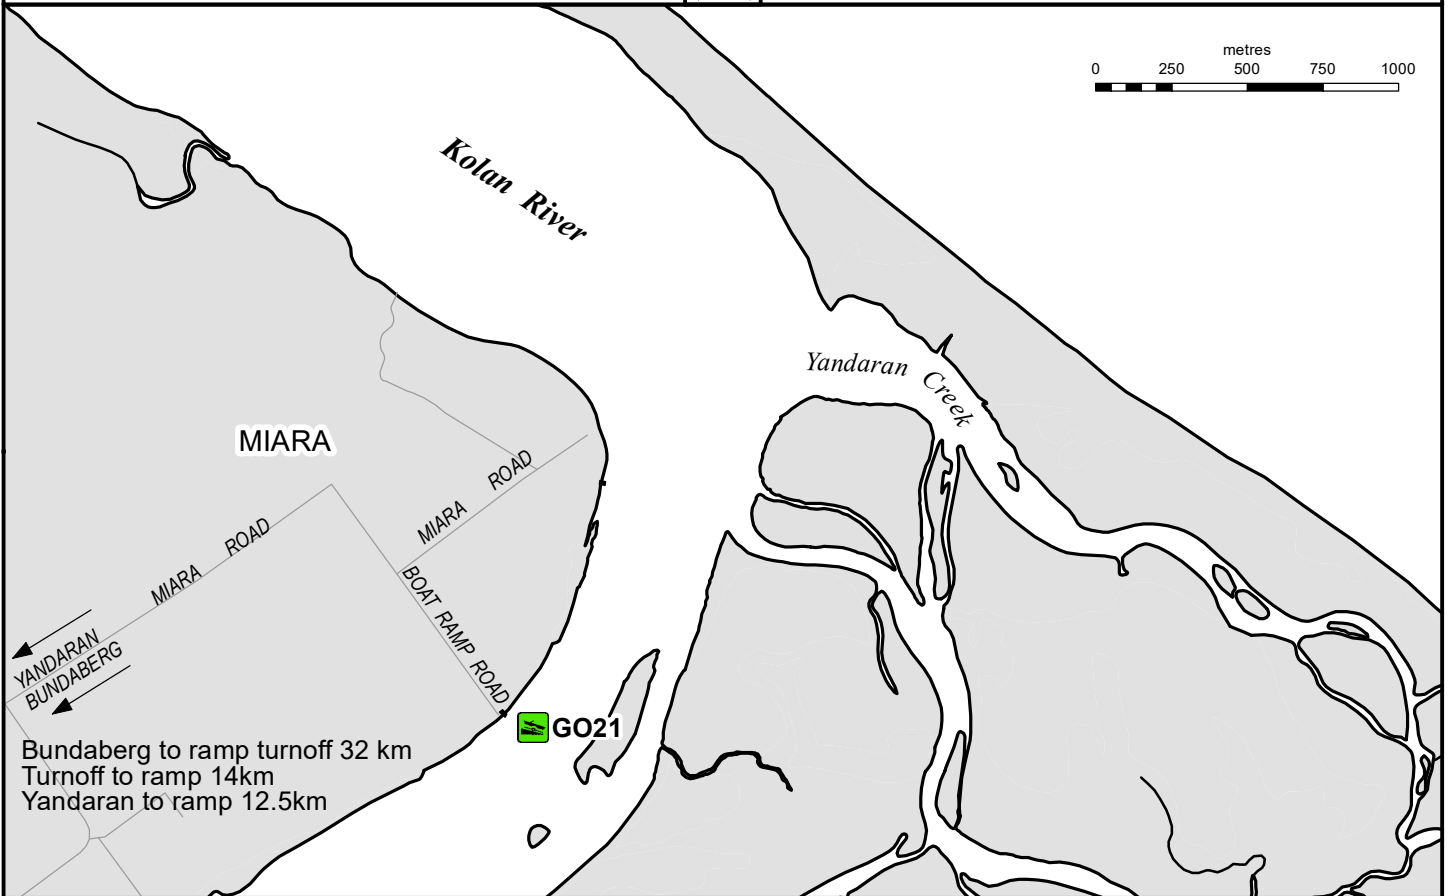 metres
0 250 500 750 1000
Kolan River
Yandaran Creek
MIARA
MIARA ROAD
MIARA ROAD
BOAT RAMP ROAD
YANDARAN
BUNDABERG
GO21
Bundaberg to ramp turnoff 32 km
Turnoff to ramp 14km
Yandaran to ramp 12.5km